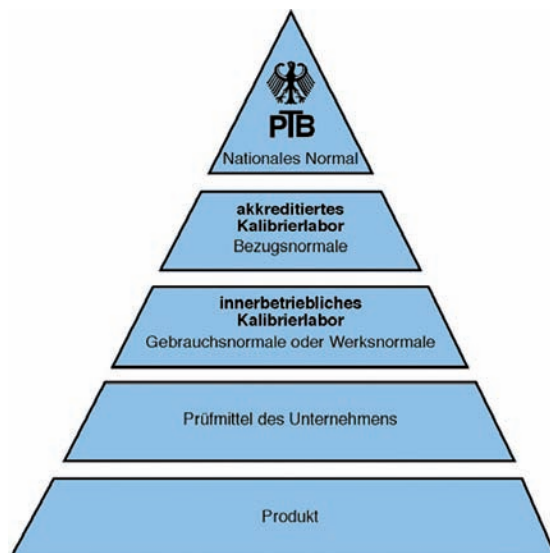 PTB
Nationales Normal
akkreditiertes
Kalibrierlabor
Bezugsnormale
innerbetriebliches
Kalibrierlabor
Gebrauchsnormale oder Werksnormale
Prüfmittel des Unternehmens
Produkt